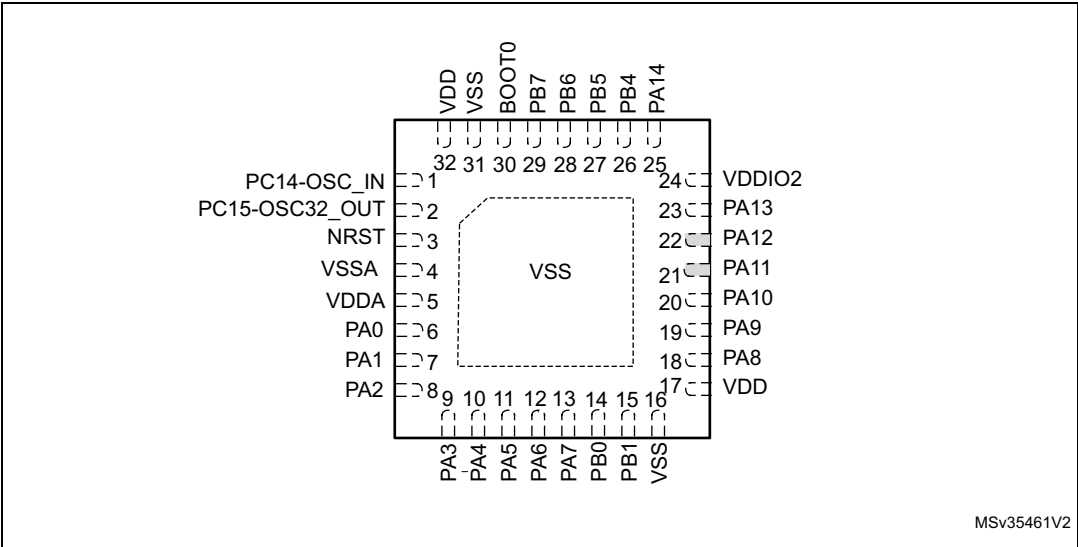 VDD
VSS
BOOT0
PB7
PB6
PB5
PB4
PA14
32 31 30 29 28 27 26 25
PC14-OSC_IN 1
PC15-OSC32_OUT 2
NRST 3
VSSA 4
VDDA 5
PA0 6
PA1 7
PA2 8
VSS
24 VDDIO2
23 PA13
22 PA12
21 PA11
20 PA10
19 PA9
18 PA8
17 VDD
9 10 11 12 13 14 15 16
PA3
PA4
PA5
PA6
PA7
PB0
PB1
VSS
MSv35461V2